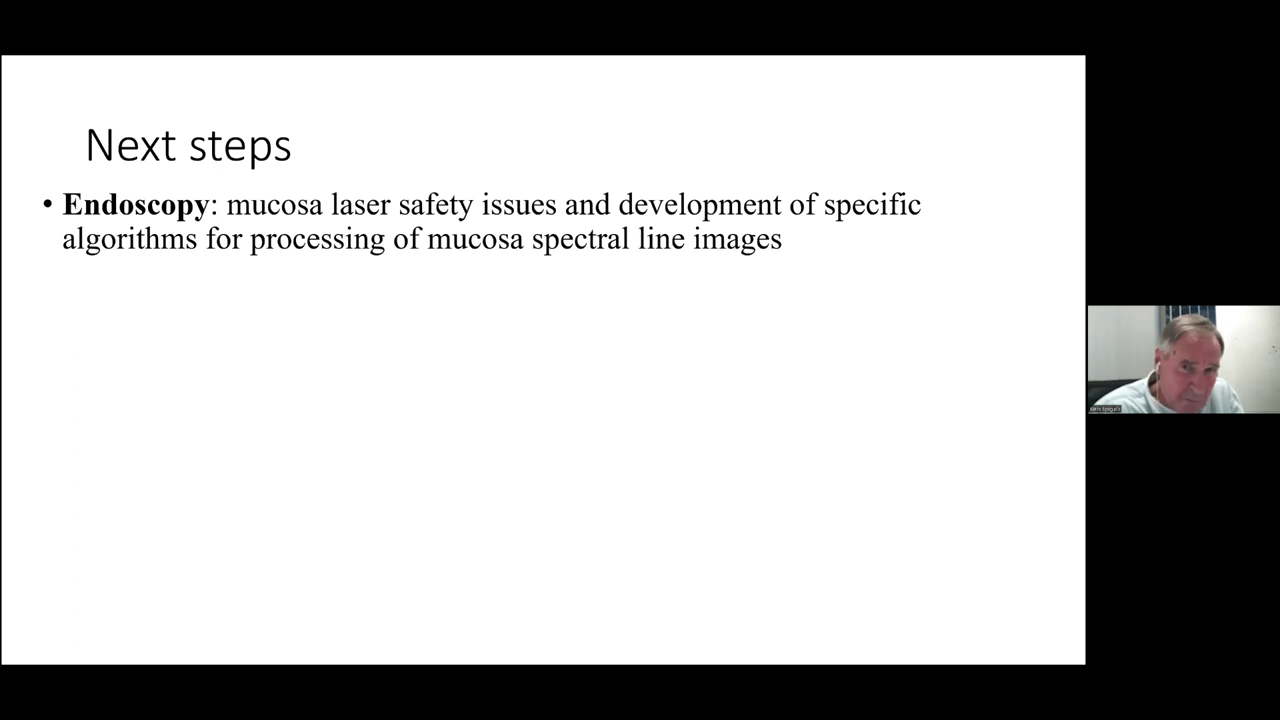 Next steps
• Endoscopy: mucosa laser safety issues and development of specific
algorithms for processing of mucosa spectral line images